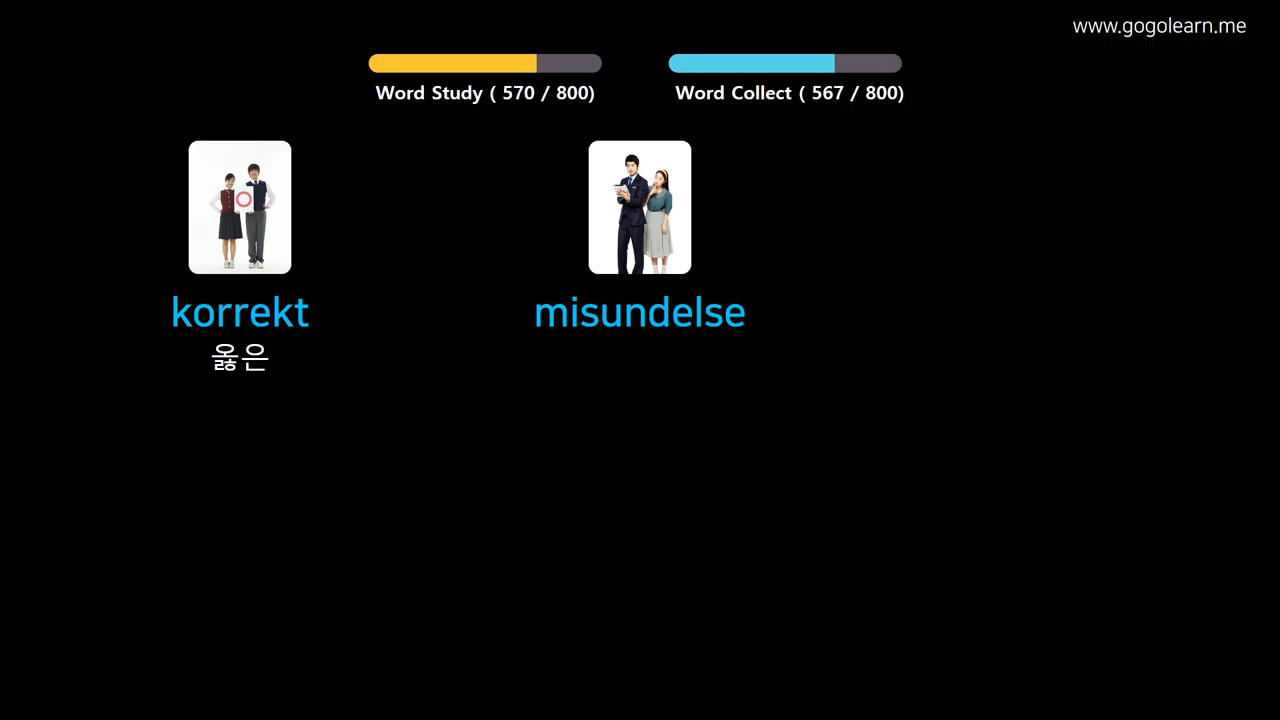 www.gogolearn.me
Word Study ( 570 / 800)
Word Collect ( 567 / 800)
korrekt
옳은
misundelse